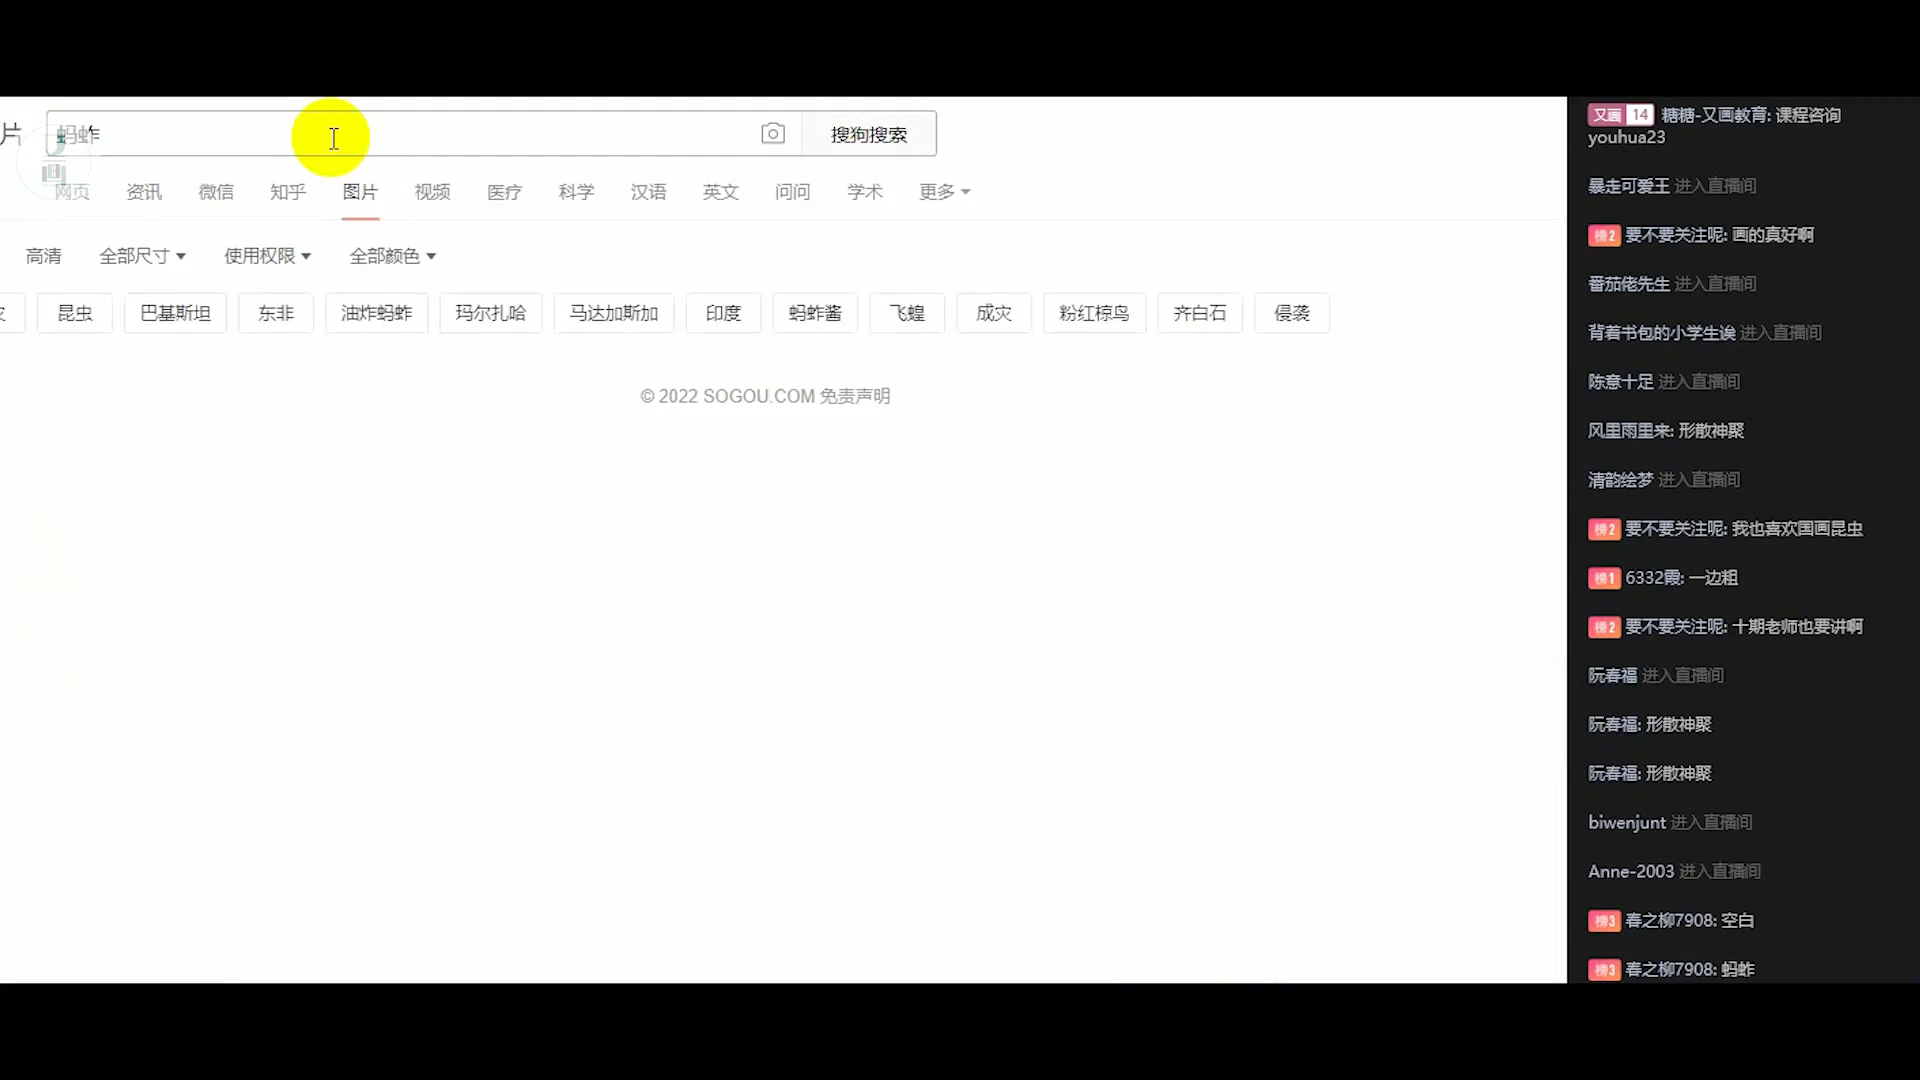 片 蚂蚱 搜狗搜索
网页 资讯 微信 知乎 图片 视频 医疗 科学 汉语 英文 问问 学术 更多
高清 全部尺寸 使用权限 全部颜色
昆虫 巴基斯坦 东非 油炸蚂蚱 玛尔扎哈 马达加斯加 印度 蚂蚱酱 飞蝗 成灾 粉红椋鸟 齐白石 侵袭
© 2022 SOGOU.COM 免责声明
又画 14 糖糖-又画教育: 课程咨询
youhua23
暴走可爱王 进入直播间
榜2 要不要关注呢: 画的真好啊
番茄佬先生 进入直播间
背着书包的小学生诶 进入直播间
陈意十足 进入直播间
风里雨里来: 形散神聚
清韵绘梦 进入直播间
榜2 要不要关注呢: 我也喜欢国画昆虫
榜1 6332霞: 一边粗
榜2 要不要关注呢: 十期老师也要讲啊
阮春福 进入直播间
阮春福: 形散神聚
阮春福: 形散神聚
biwenjunt 进入直播间
Anne-2003 进入直播间
榜3 春之柳7908: 空白
榜3 春之柳7908: 蚂蚱